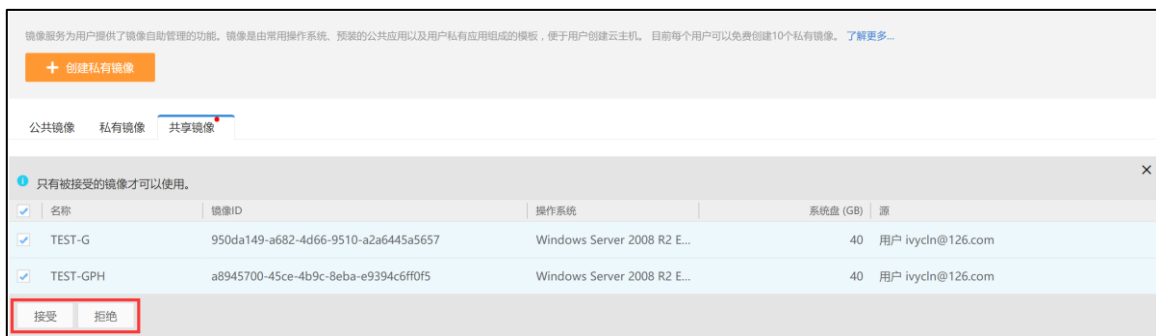 镜像服务为用户提供了镜像自助管理的功能。镜像是由常用操作系统、预装的公共应用以及用户私有应用组成的模板，便于用户创建云主机。 目前每个用户可以免费创建10个私有镜像。 了解更多...
+ 创建私有镜像
公共镜像 私有镜像 共享镜像
只有被接受的镜像才可以使用。
名称 镜像ID 操作系统 系统盘 (GB) 源
TEST-G 950da149-a682-4d66-9510-a2a6445a5657 Windows Server 2008 R2 E... 40 用户 ivycln@126.com
TEST-GPH a8945700-45ce-4b9c-8eba-e9394c6ff0f5 Windows Server 2008 R2 E... 40 用户 ivycln@126.com
接受 拒绝